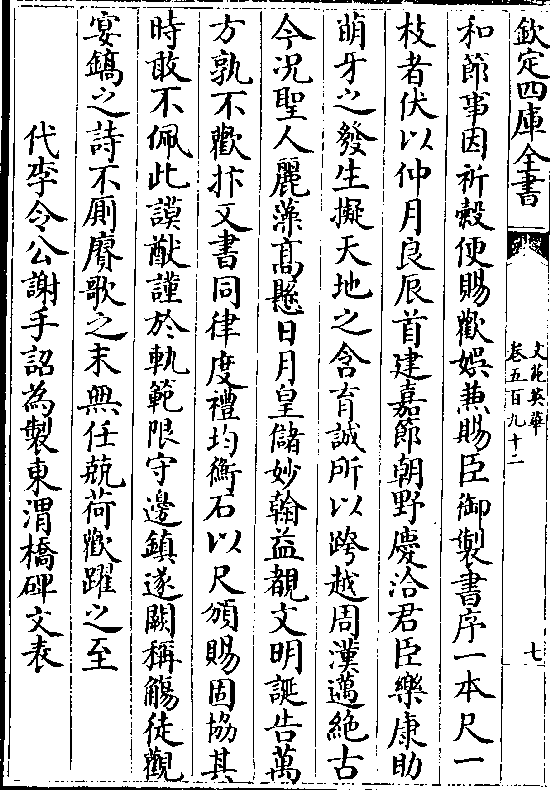 欽定四庫全書
文苑英華
卷五百九十二
七
和節事因祈穀便賜歡娱兼賜臣御製書序一本尺一
枝者伏以仲月良辰首建嘉節朝野慶洽君臣樂康助
萌牙之發生擬天地之含育誠所以跨越周漢邁絶古
今况聖人麗藻髙懸日月皇儲妙翰益覩文明誕告萬
方孰不歡抃文書同律度禮均衡石以尺頒賜固協其
時敢不佩此謨猷謹於軌範限守邊鎮遂闕稱觴徒觀
宴鎬之詩不厠賡歌之末無任兢荷歡躍之至
代李令公謝手詔為製東渭橋碑文表